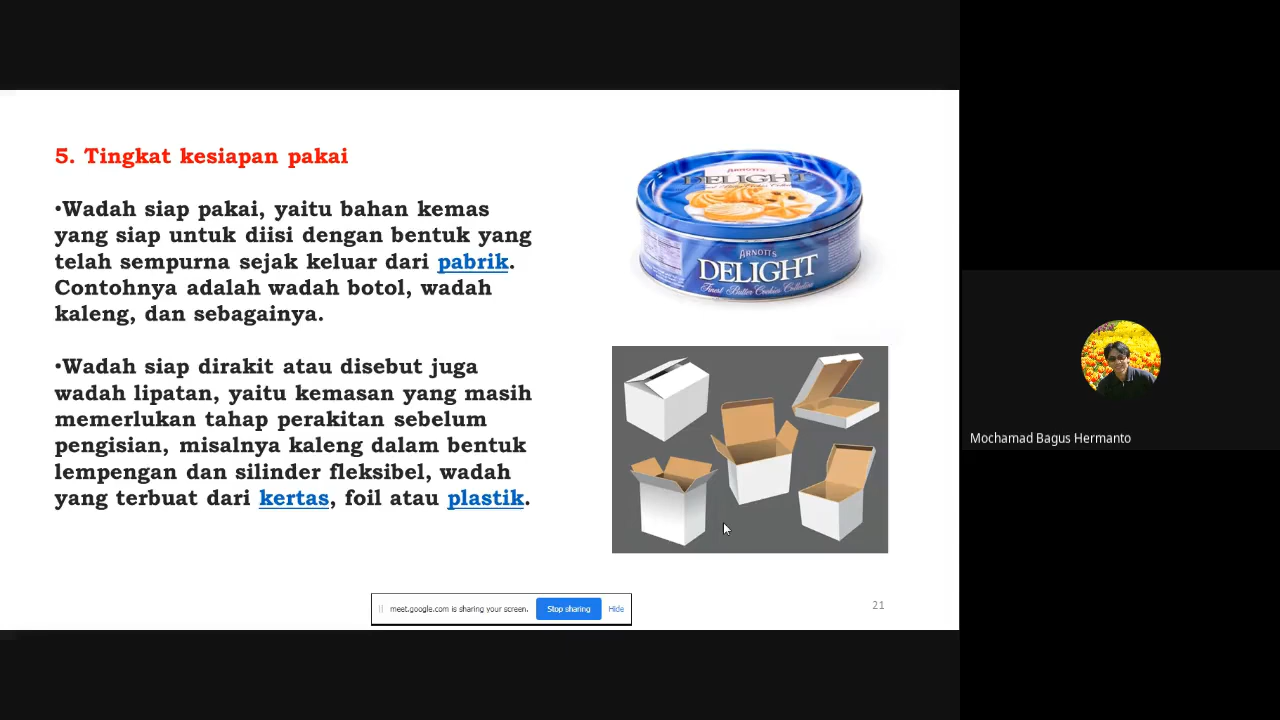 5. Tingkat kesiapan pakai
•Wadah siap pakai, yaitu bahan kemas
yang siap untuk diisi dengan bentuk yang
telah sempurna sejak keluar dari pabrik.
Contohnya adalah wadah botol, wadah
kaleng, dan sebagainya.
•Wadah siap dirakit atau disebut juga
wadah lipatan, yaitu kemasan yang masih
memerlukan tahap perakitan sebelum
pengisian, misalnya kaleng dalam bentuk
lempengan dan silinder fleksibel, wadah
yang terbuat dari kertas, foil atau plastik.
ARNOTT'S
DELIGHT
ARNOTT'S
DELIGHT
Finest Butter Cookies Collection
meet.google.com is sharing your screen.
Stop sharing
Hide
21
Mochamad Bagus Hermanto